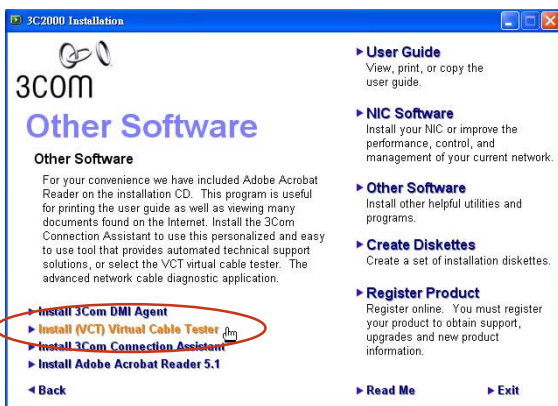 3C2000 Installation
3COM
Other Software
Other Software
For your convenience we have included Adobe Acrobat
Reader on the installation CD. This program is useful
for printing the user guide as well as viewing many
documents found on the Internet. Install the 3Com
Connection Assistant to use this personalized and easy
to use tool that provides automated technical support
solutions, or select the VCT virtual cable tester. The
advanced network cable diagnostic application.
Install 3Com DMI Agent
Install (VCT) Virtual Cable Tester
Install 3Com Connection Assistant
Install Adobe Acrobat Reader 5.1
Back
User Guide
View, print, or copy the
user guide.
NIC Software
Install your NIC or improve the
performance, control, and
management of your current network.
Other Software
Install other helpful utilities and
programs.
Create Diskettes
Create a set of installation diskettes.
Register Product
Register online. You must register
your product to obtain support,
upgrades and new product
information.
Read Me
Exit